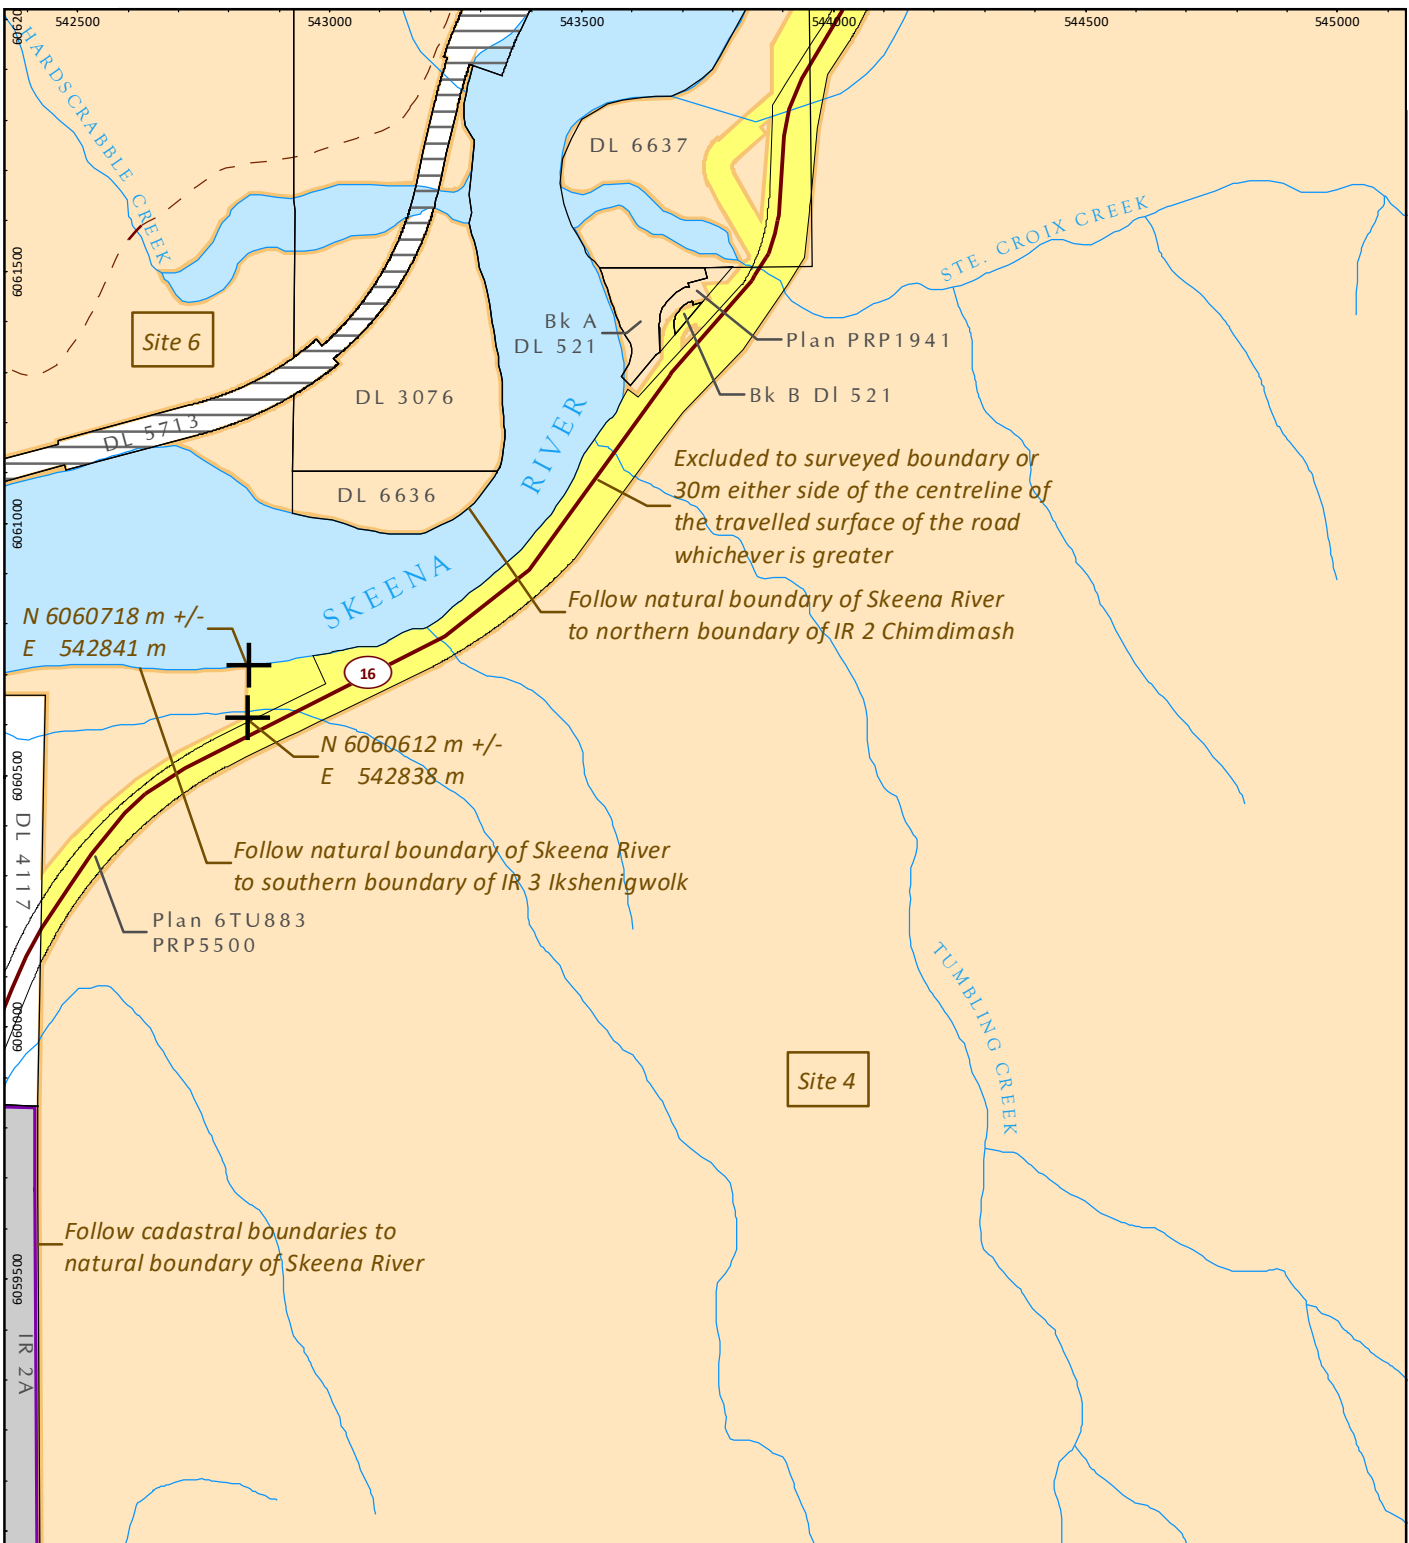 542500
543000
543500
544000
544500
545000
60620
HARDSCRABBLE CREEK
DL 6637
STE. CROIX CREEK
6061500
Site 6
Bk A
DL 521
Plan PRP1941
DL 3076
Bk B Dl 521
DL 5713
RIVER
Excluded to surveyed boundary or
30m either side of the centreline of
the travelled surface of the road
whichever is greater
DL 6636
6061000
SKEENA
Follow natural boundary of Skeena River
to northern boundary of IR 2 Chimdimash
N 6060718 m +/-
E 542841 m
16
N 6060612 m +/-
E 542838 m
6060500
DL 4117
Follow natural boundary of Skeena River
to southern boundary of IR 3 Ikshenigwolk
Plan 6TU883
PRP5500
TUMBLING CREEK
6060000
Site 4
Follow cadastral boundaries to
natural boundary of Skeena River
6059500
IR 2A